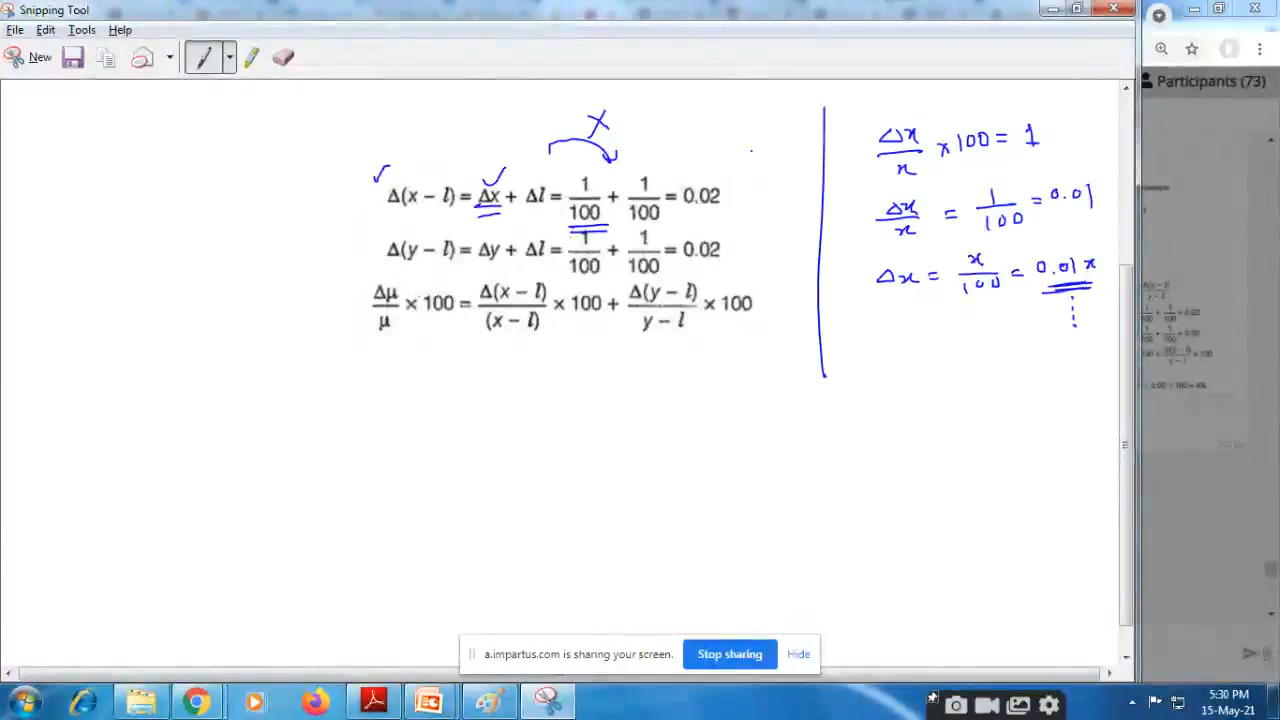 Snipping Tool
File Edit Tools Help
New
Participants (73)
x
Δ(x – l) = Δx + Δl = 1/100 + 1/100 = 0.02
Δ(y – l) = Δy + Δl = 1/100 + 1/100 = 0.02
Δμ/μ × 100 = Δ(x – l)/(x – l) × 100 + Δ(y – l)/y – l × 100
Δx/x × 100 = 1
Δx/x = 1/100 = 0.01
Δx = x/100 = 0.01x
a.impartus.com is sharing your screen. Stop sharing Hide
5:30 PM
15-May-21